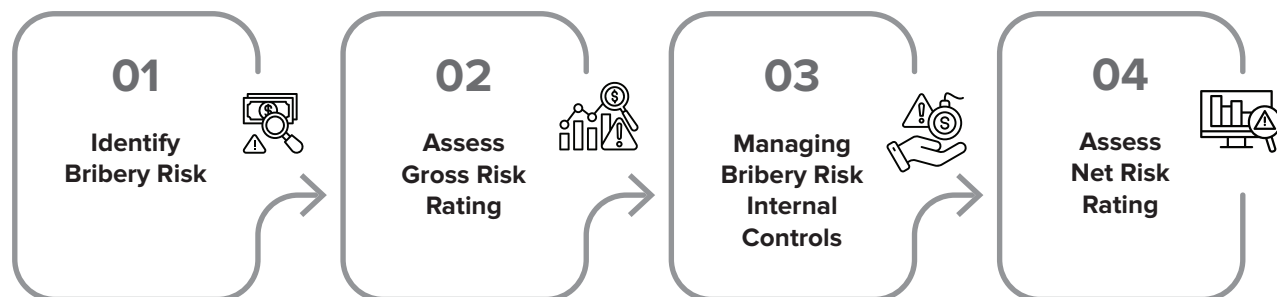 01
Identify
Bribery Risk
02
Assess
Gross Risk
Rating
03
Managing
Bribery Risk
Internal
Controls
04
Assess
Net Risk
Rating